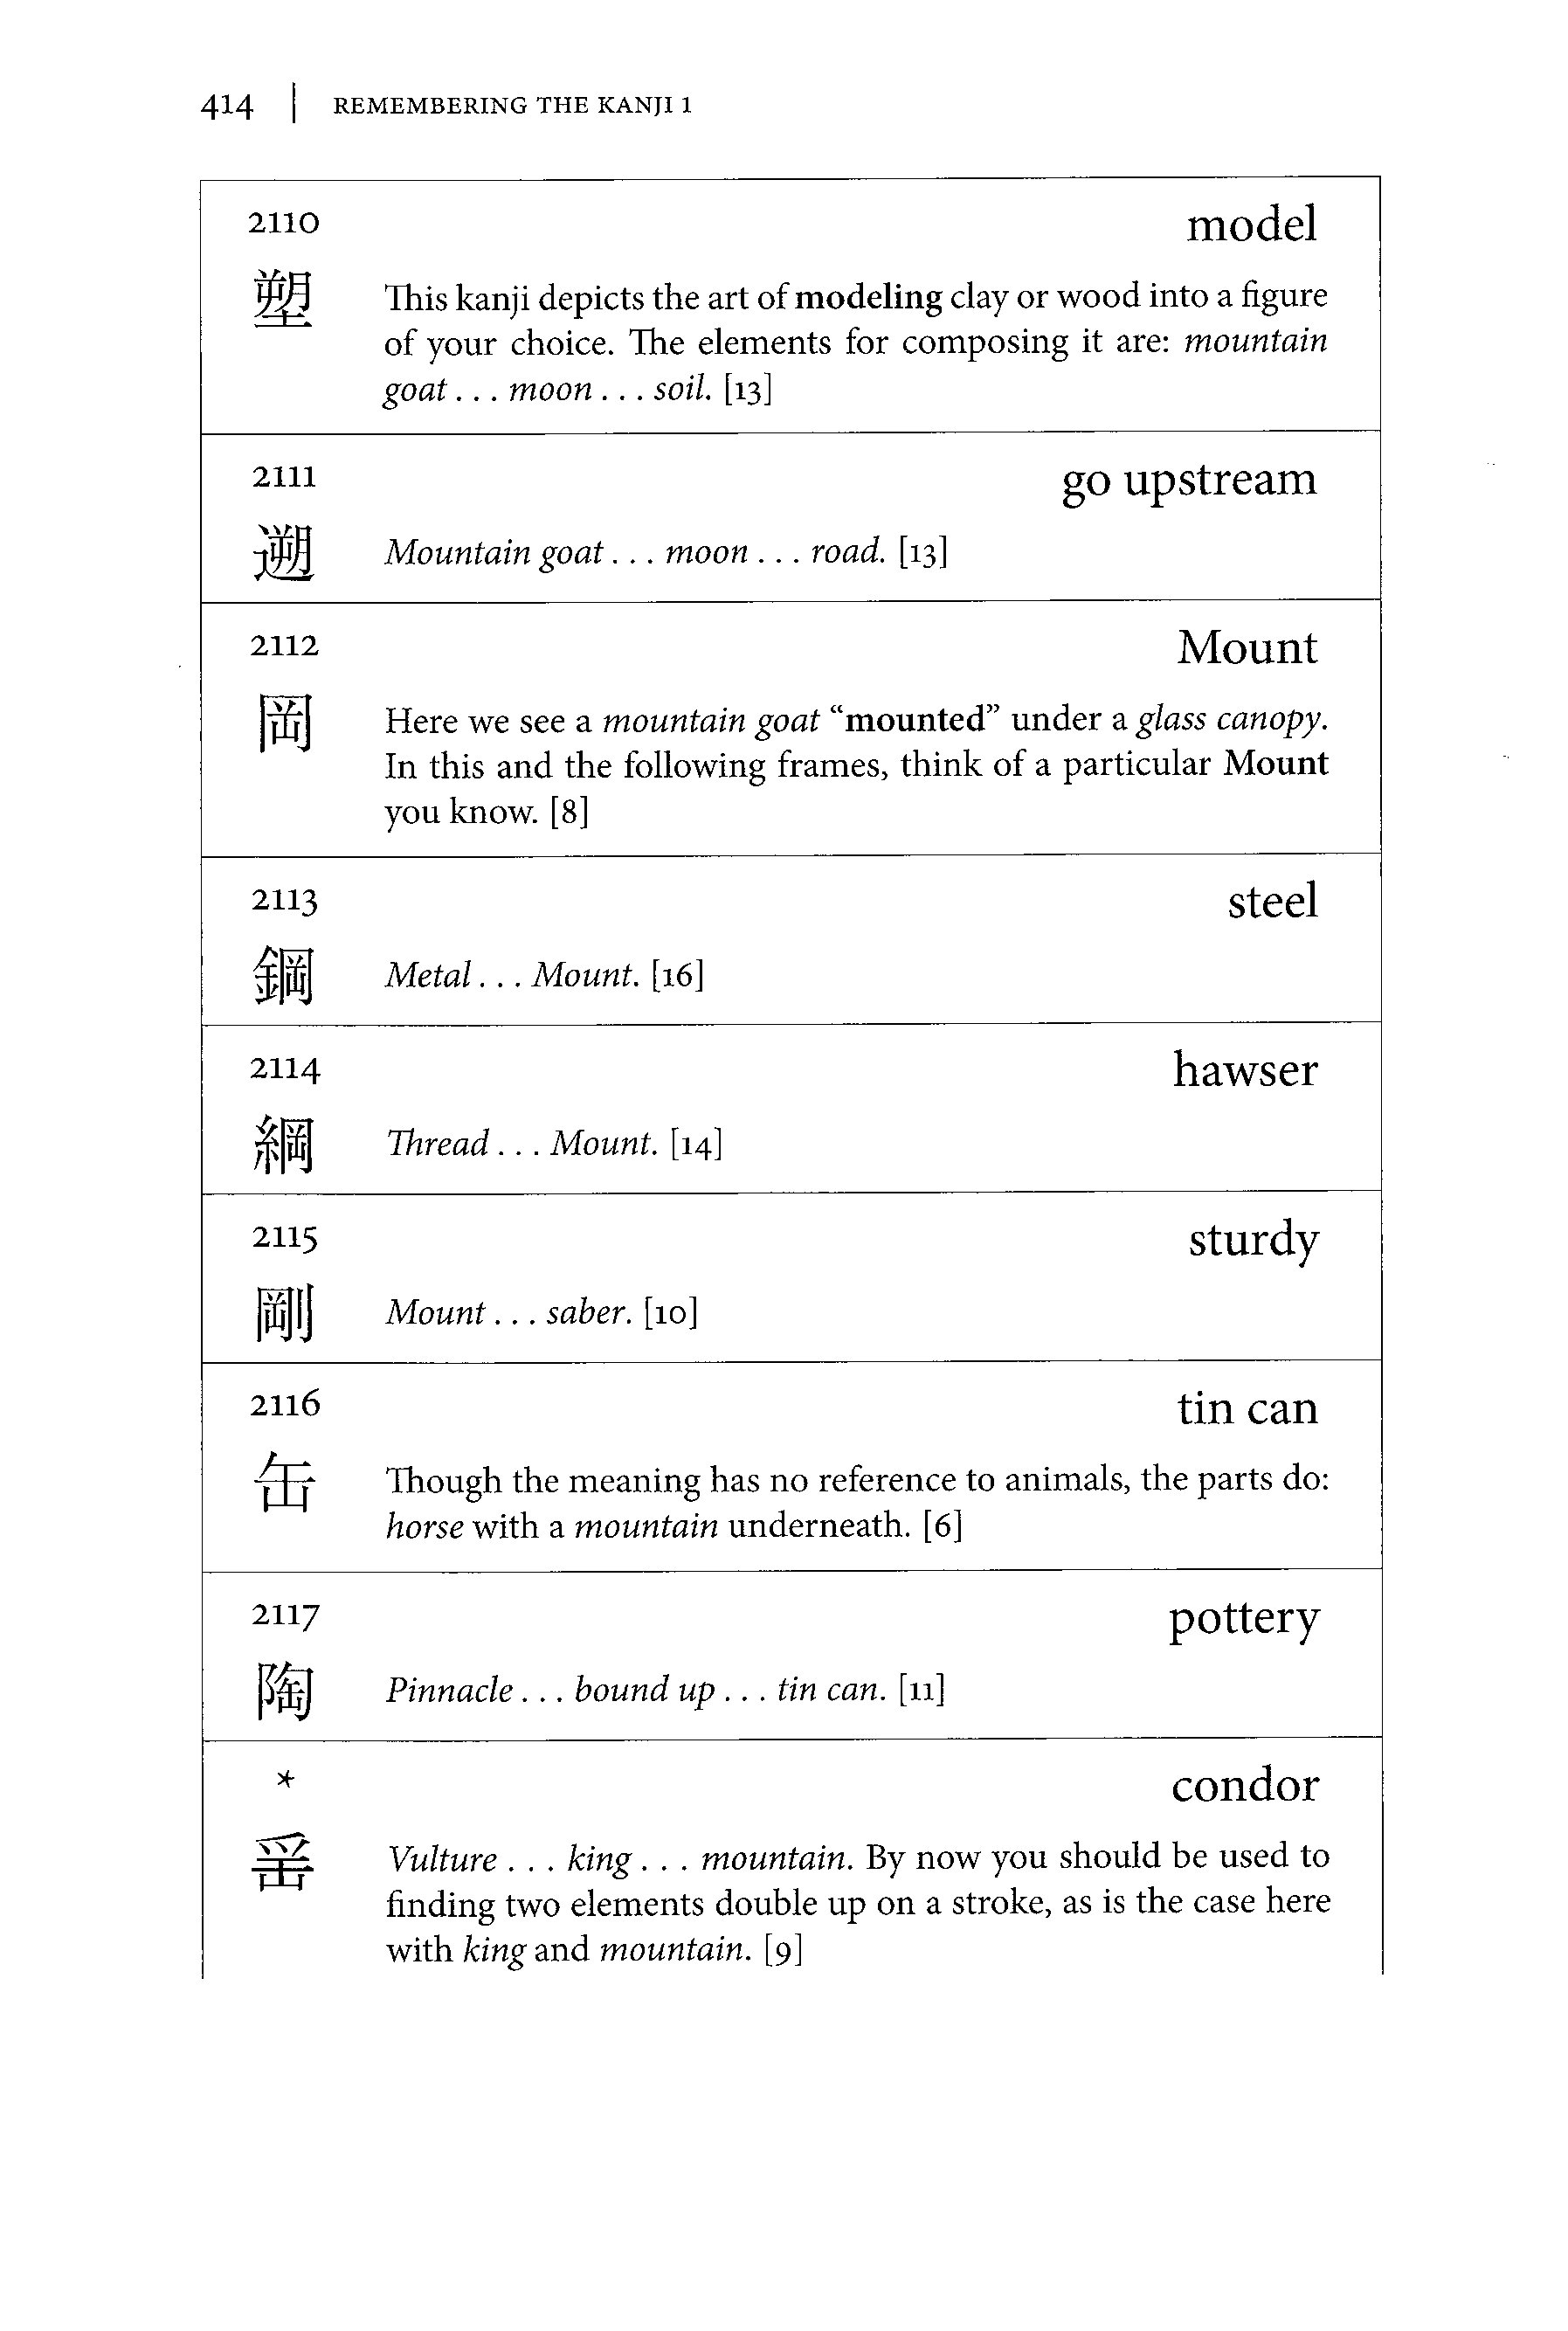 414 | REMEMBERING THE KANJI 1
2110 model
塑 This kanji depicts the art of modeling clay or wood into a figure
of your choice. The elements for composing it are: mountain
goat . . . moon . . . soil. [13]
2111 go upstream
遡 Mountain goat . . . moon . . . road. [13]
2112 Mount
岡 Here we see a mountain goat “mounted” under a glass canopy.
In this and the following frames, think of a particular Mount
you know. [8]
2113 steel
鋼 Metal . . . Mount. [16]
2114 hawser
綱 Thread . . . Mount. [14]
2115 sturdy
剛 Mount . . . saber. [10]
2116 tin can
缶 Though the meaning has no reference to animals, the parts do:
horse with a mountain underneath. [6]
2117 pottery
陶 Pinnacle . . . bound up . . . tin can. [11]
* condor
䍃 Vulture . . . king . . . mountain. By now you should be used to
finding two elements double up on a stroke, as is the case here
with king and mountain. [9]